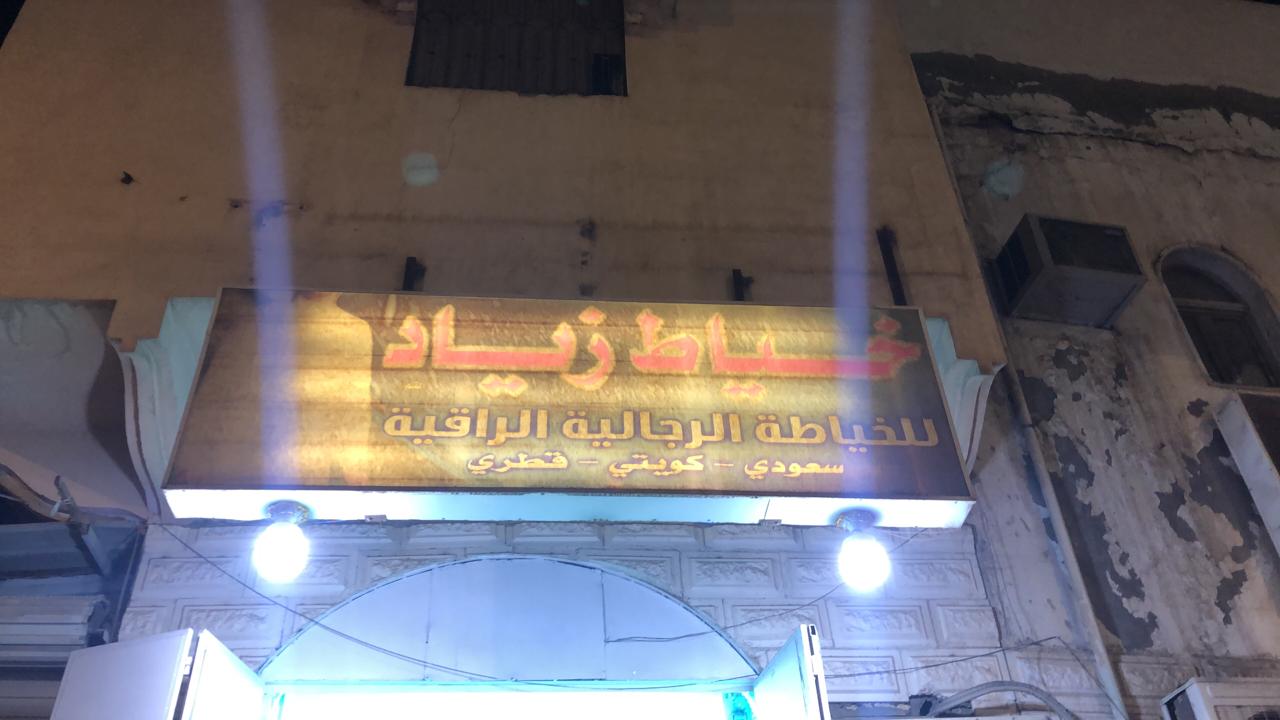 خياط زياد
للخياطة الرجالية الراقية
سعودي - كويتي - قطري